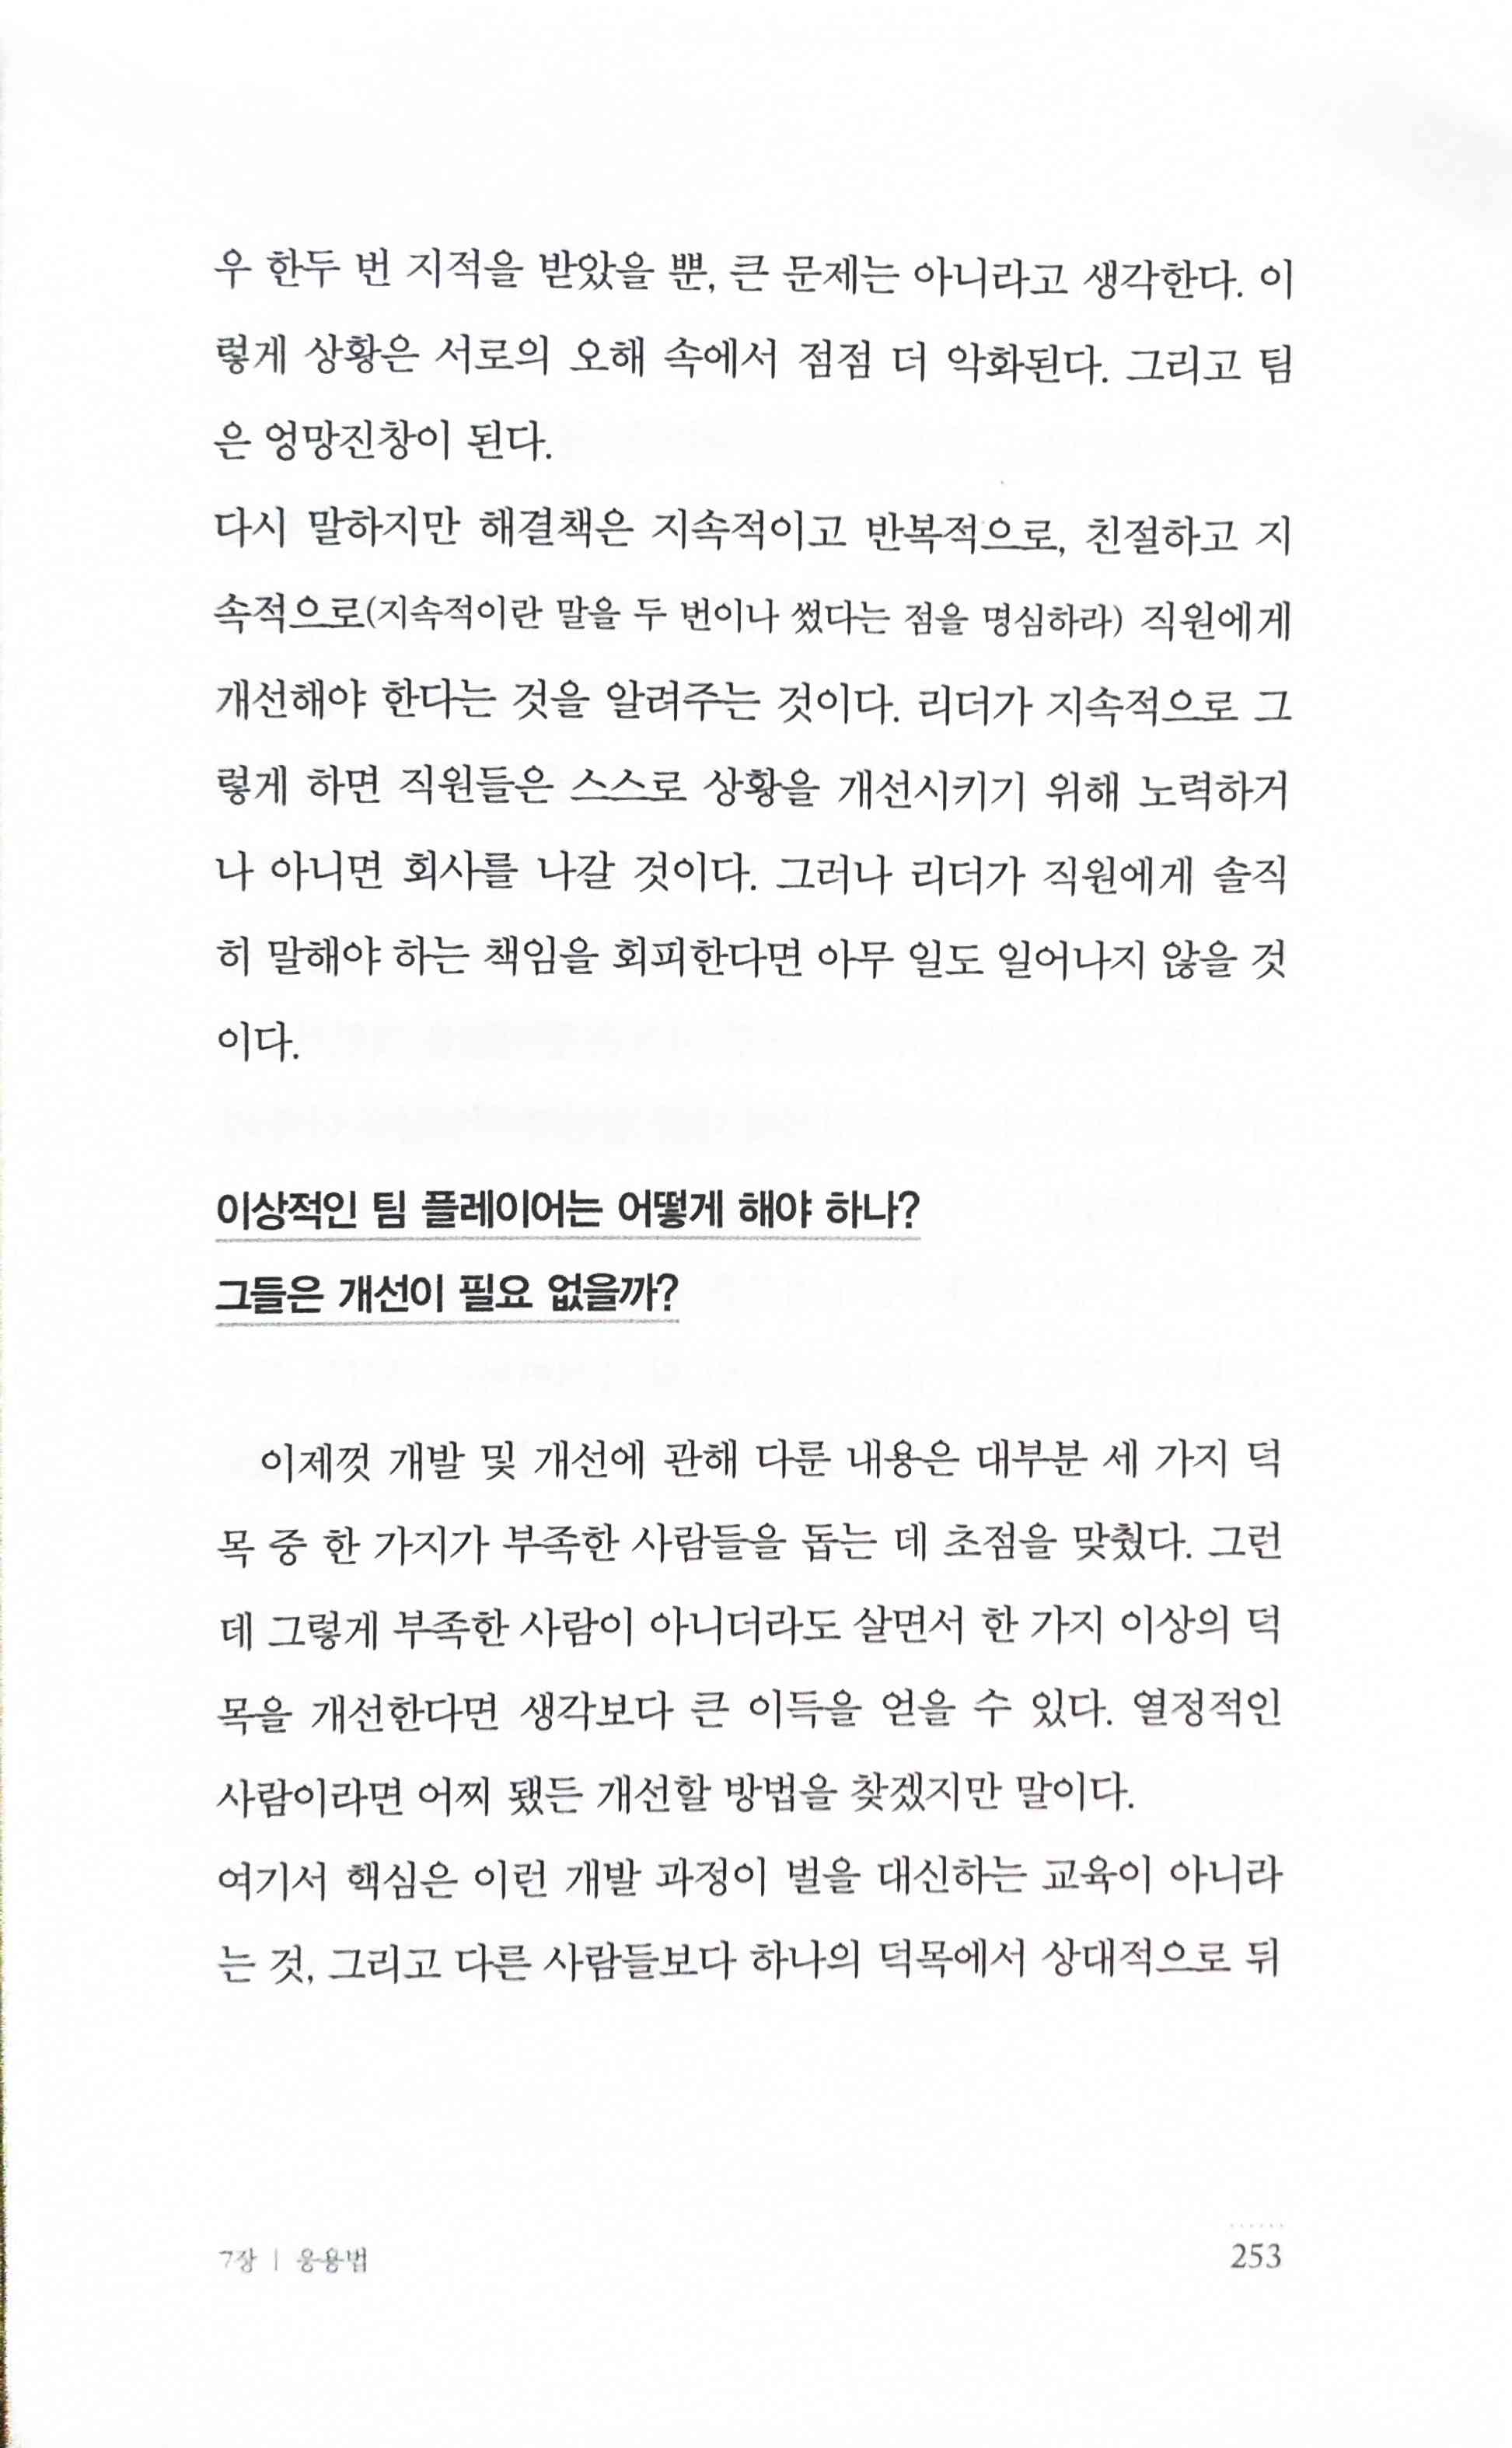 우 한두 번 지적을 받았을 뿐, 큰 문제는 아니라고 생각한다. 이
렇게 상황은 서로의 오해 속에서 점점 더 악화된다. 그리고 팀
은 엉망진창이 된다.
다시 말하지만 해결책은 지속적이고 반복적으로, 친절하고 지
속적으로(지속적이란 말을 두 번이나 썼다는 점을 명심하라) 직원에게
개선해야 한다는 것을 알려주는 것이다. 리더가 지속적으로 그
렇게 하면 직원들은 스스로 상황을 개선시키기 위해 노력하거
나 아니면 회사를 나갈 것이다. 그러나 리더가 직원에게 솔직
히 말해야 하는 책임을 회피한다면 아무 일도 일어나지 않을 것
이다.
이상적인 팀 플레이어는 어떻게 해야 하나?
그들은 개선이 필요 없을까?
이제껏 개발 및 개선에 관해 다룬 내용은 대부분 세 가지 덕
목 중 한 가지가 부족한 사람들을 돕는 데 초점을 맞췄다. 그런
데 그렇게 부족한 사람이 아니더라도 살면서 한 가지 이상의 덕
목을 개선한다면 생각보다 큰 이득을 얻을 수 있다. 열정적인
사람이라면 어찌 됐든 개선할 방법을 찾겠지만 말이다.
여기서 핵심은 이런 개발 과정이 벌을 대신하는 교육이 아니라
는 것, 그리고 다른 사람들보다 하나의 덕목에서 상대적으로 뒤
7장 | 응용법
253